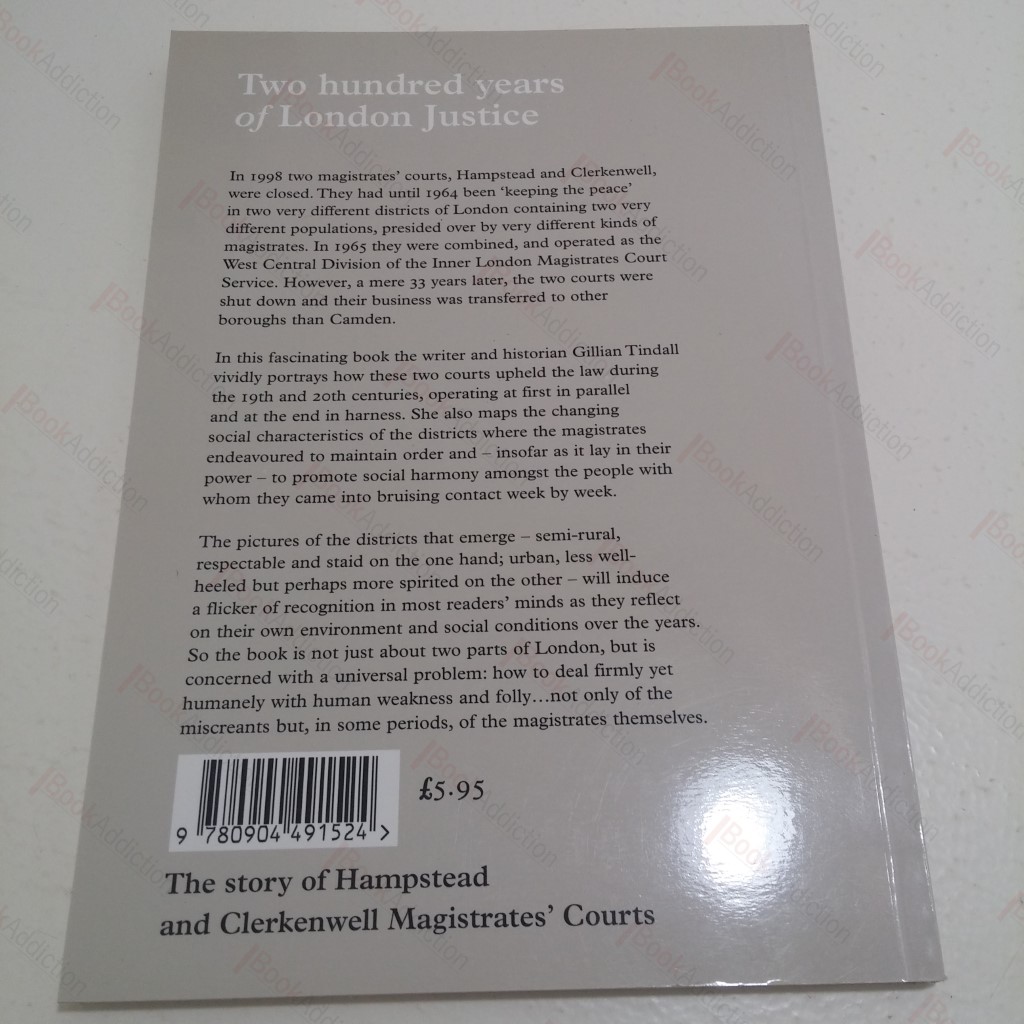 Two hundred years
of London Justice
In 1998 two magistrates' courts, Hampstead and Clerkenwell,
were closed. They had until 1964 been 'keeping the peace'
in two very different districts of London containing two very
different populations, presided over by very different kinds of
magistrates. In 1965 they were combined, and operated as the
West Central Division of the Inner London Magistrates Court
Service. However, a mere 33 years later, the two courts were
shut down and their business was transferred to other
boroughs than Camden.
In this fascinating book the writer and historian Gillian Tindall
vividly portrays how these two courts upheld the law during
the 19th and 20th centuries, operating at first in parallel
and at the end in harness. She also maps the changing
social characteristics of the districts where the magistrates
endeavoured to maintain order and – insofar as it lay in their
power – to promote social harmony amongst the people with
whom they came into bruising contact week by week.
The pictures of the districts that emerge – semi-rural,
respectable and staid on the one hand; urban, less well-
heeled but perhaps more spirited on the other – will induce
a flicker of recognition in most readers' minds as they reflect
on their own environment and social conditions over the years.
So the book is not just about two parts of London, but is
concerned with a universal problem: how to deal firmly yet
humanely with human weakness and folly…not only of the
miscreants but, in some periods, of the magistrates themselves.
£5·95
9 780904 491524 >
The story of Hampstead
and Clerkenwell Magistrates' Courts
BookAddiction